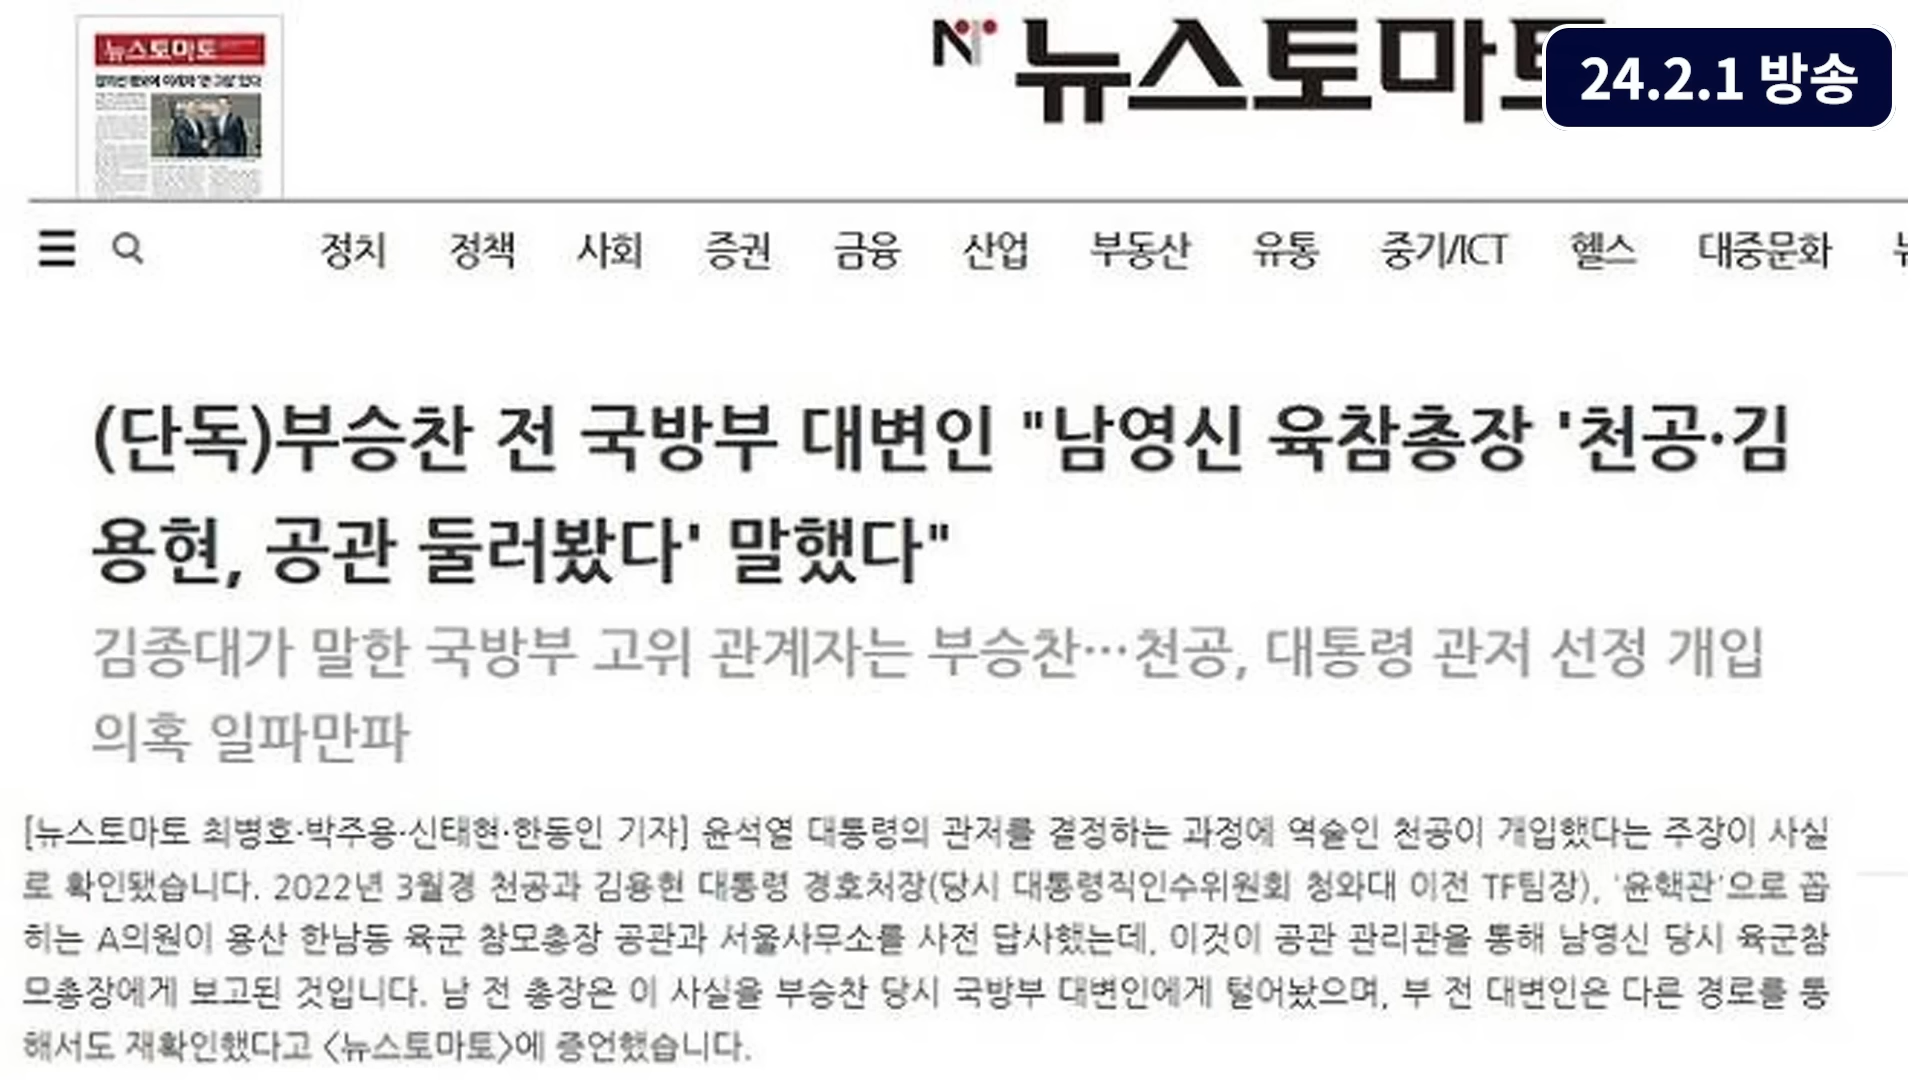 뉴스토마토
N 뉴스토마토
24.2.1 방송
정치 정책 사회 증권 금융 산업 부동산 유통 중기/ICT 헬스 대중문화
(단독)부승찬 전 국방부 대변인 "남영신 육참총장 '천공·김
용현, 공관 둘러봤다' 말했다"
김종대가 말한 국방부 고위 관계자는 부승찬…천공, 대통령 관저 선정 개입
의혹 일파만파
[뉴스토마토 최병호·박주용·신태현·한동인 기자] 윤석열 대통령의 관저를 결정하는 과정에 역술인 천공이 개입했다는 주장이 사실
로 확인됐습니다. 2022년 3월경 천공과 김용현 대통령 경호처장(당시 대통령직인수위원회 청와대 이전 TF팀장), '윤핵관'으로 꼽
히는 A의원이 용산 한남동 육군 참모총장 공관과 서울사무소를 사전 답사했는데, 이것이 공관 관리관을 통해 남영신 당시 육군참
모총장에게 보고된 것입니다. 남 전 총장은 이 사실을 부승찬 당시 국방부 대변인에게 털어놨으며, 부 전 대변인은 다른 경로를 통
해서도 재확인했다고 <뉴스토마토>에 증언했습니다.